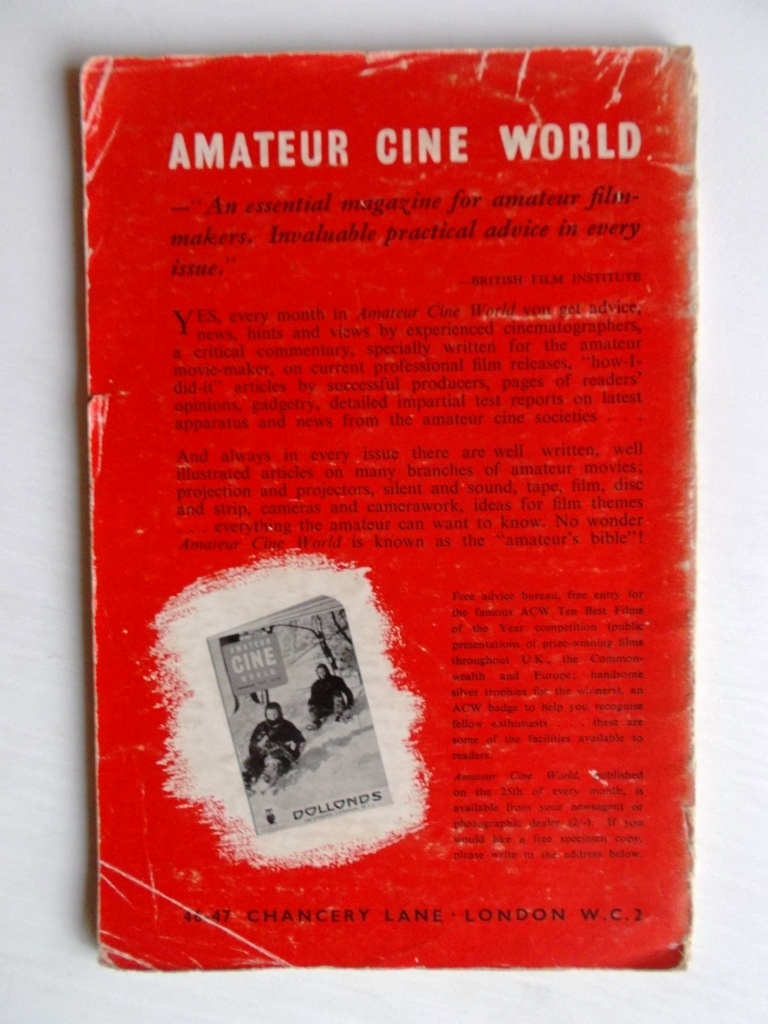 AMATEUR CINE WORLD
—"An essential magazine for amateur film-
makers. Invaluable practical advice in every
issue."
—BRITISH FILM INSTITUTE
YES, every month in Amateur Cine World you get advice,
news, hints and views by experienced cinematographers,
a critical commentary, specially written for the amateur
movie-maker, on current professional film releases, "how-I-
did-it" articles by successful producers, pages of readers'
opinions, gadgetry, detailed impartial test reports on latest
apparatus and news from the amateur cine societies . . . .
And always in every issue there are well written, well
illustrated articles on many branches of amateur movies;
projection and projectors, silent and sound, tape, film, disc
and strip, cameras and camerawork, ideas for film themes
. . . everything the amateur can want to know. No wonder
Amateur Cine World is known as the "amateur's bible"!
AMATEUR
CINE
WORLD
DOLLONDS
Free advice bureau, free entry for
the famous ACW Ten Best Films
of the Year competition (public
presentations of prize-winning films
throughout U.K., the Common-
wealth and Europe; handsome
silver trophies for the winners), an
ACW badge to help you recognise
fellow enthusiasts . . . these are
some of the facilities available to
readers.
Amateur Cine World, published
on the 25th of every month, is
available from your newsagent or
photographic dealer (2/-). If you
would like a free specimen copy,
please write to the address below.
46-47 CHANCERY LANE · LONDON W.C.2